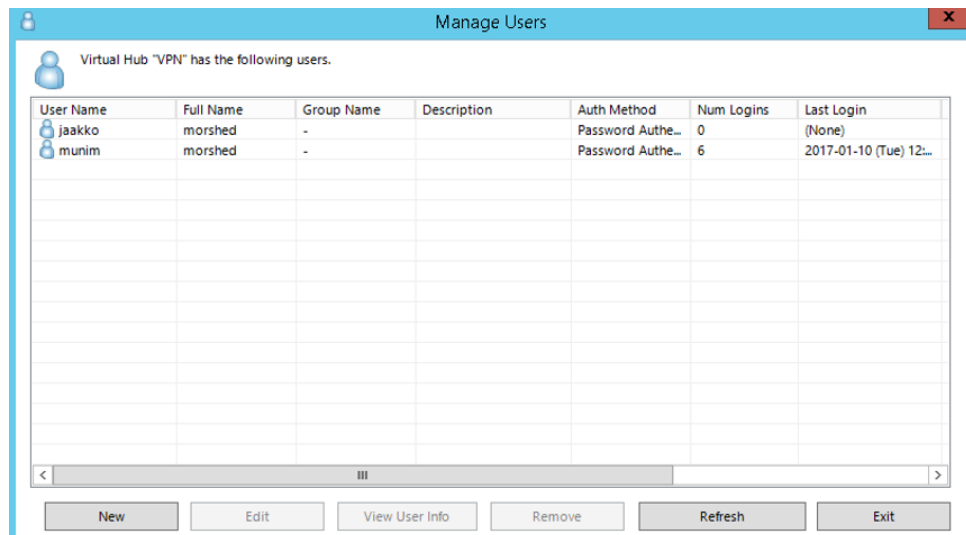 Manage Users
x
Virtual Hub "VPN" has the following users.
User Name Full Name Group Name Description Auth Method Num Logins Last Login
jaakko morshed - Password Authe... 0 (None)
munim morshed - Password Authe... 6 2017-01-10 (Tue) 12:...
New Edit View User Info Remove Refresh Exit